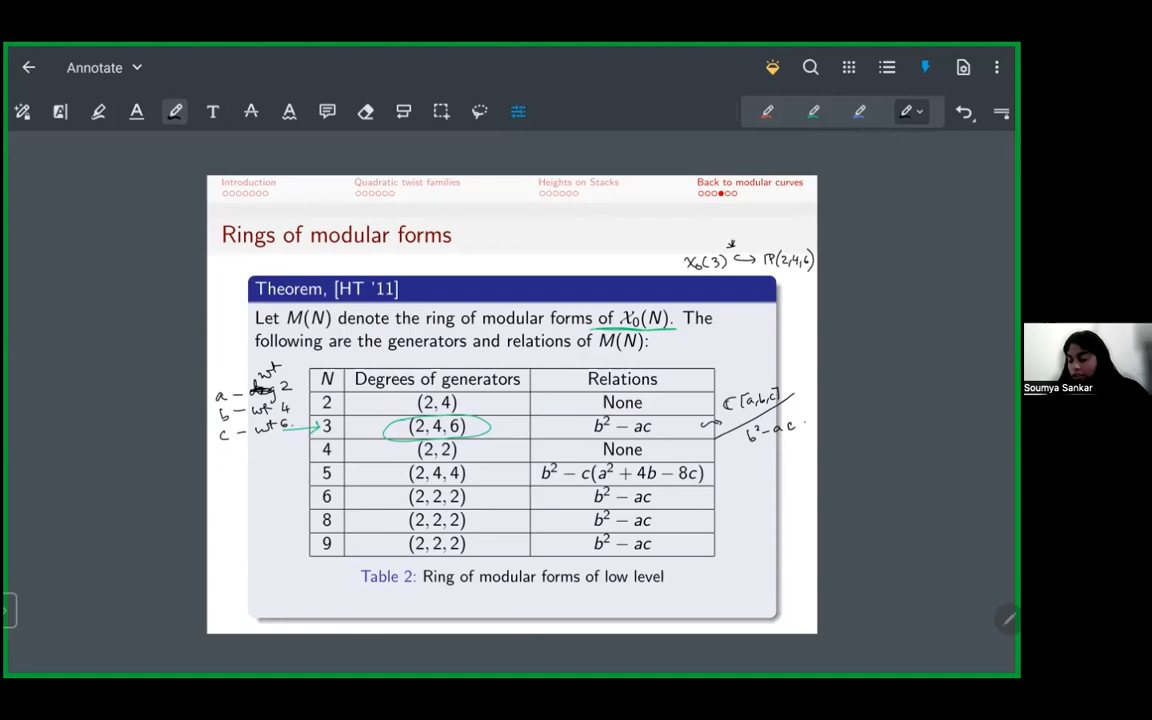 Annotate
Introduction Quadratic twist families Heights on Stacks Back to modular curves
Rings of modular forms
X₀(3)* ↪ P(2,4,6)
Theorem, [HT '11]
Let M(N) denote the ring of modular forms of 𝒳₀(N). The
following are the generators and relations of M(N):
a – wt 2
b – wt 4
c – wt 6.
N Degrees of generators Relations
2 (2, 4) None
3 (2, 4, 6) b² − ac
4 (2, 2) None
5 (2, 4, 4) b² − c(a² + 4b − 8c)
6 (2, 2, 2) b² − ac
8 (2, 2, 2) b² − ac
9 (2, 2, 2) b² − ac
ℂ[a,b,c] / b²−ac.
Table 2: Ring of modular forms of low level
Soumya Sankar